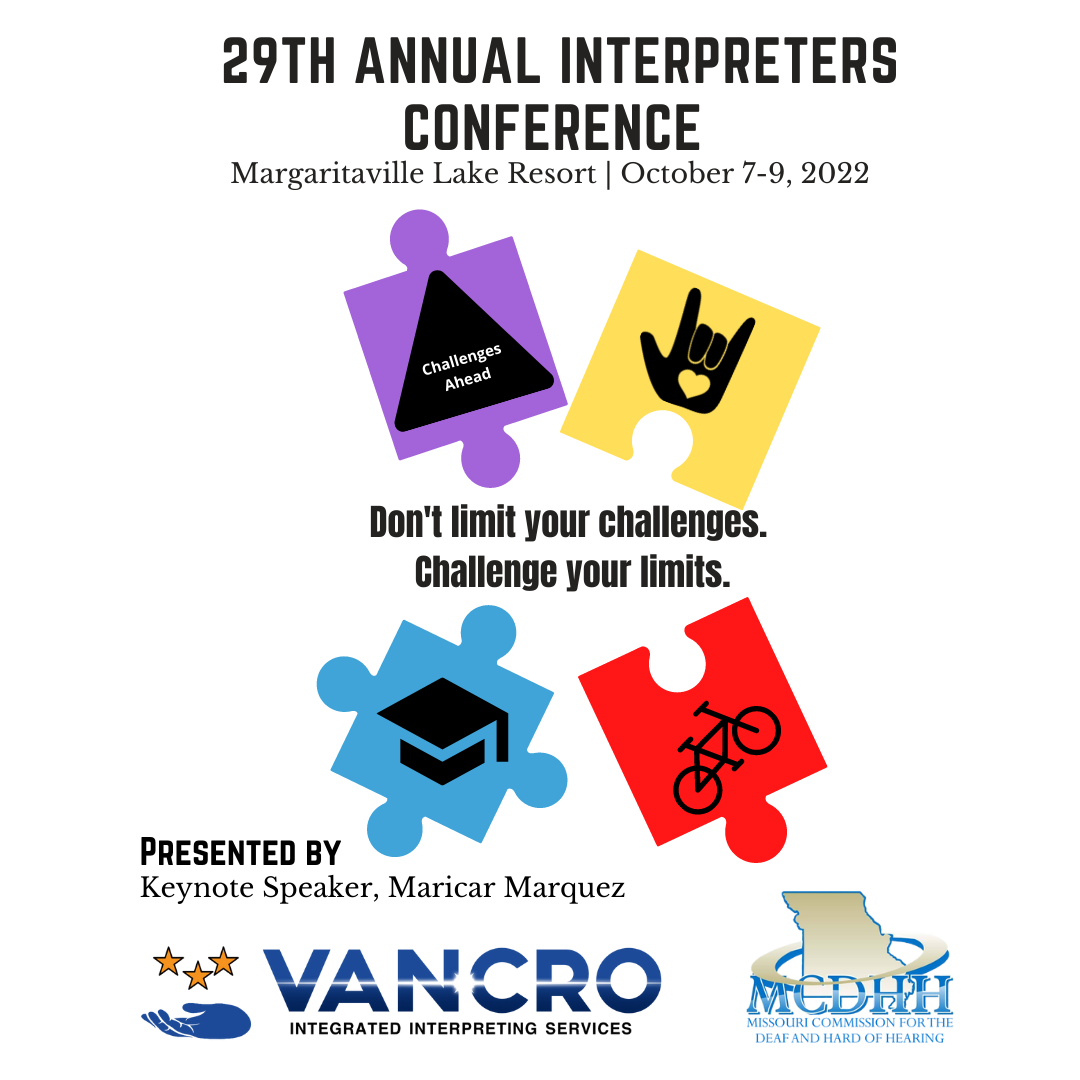 29TH ANNUAL INTERPRETERS
CONFERENCE
Margaritaville Lake Resort | October 7-9, 2022
Challenges
Ahead
Don't limit your challenges.
Challenge your limits.
PRESENTED BY
Keynote Speaker, Maricar Marquez
VANCRO
INTEGRATED INTERPRETING SERVICES
MCDHH
MISSOURI COMMISSION FOR THE
DEAF AND HARD OF HEARING